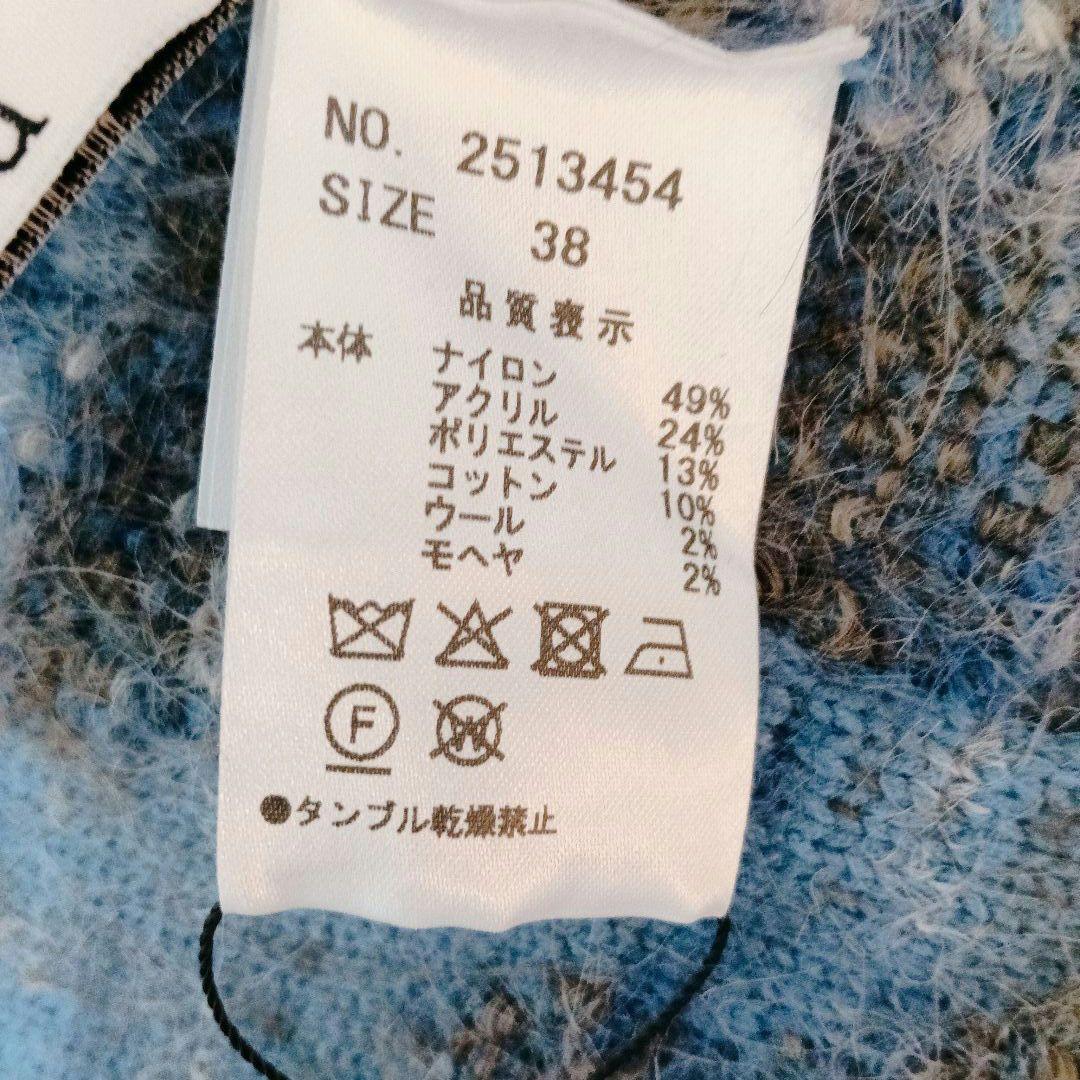 NO. 2513454
SIZE 38
品質表示
本体 ナイロン 49%
アクリル 24%
ポリエステル 13%
コットン 10%
ウール 2%
モヘヤ 2%
F
W
●タンブル乾燥禁止